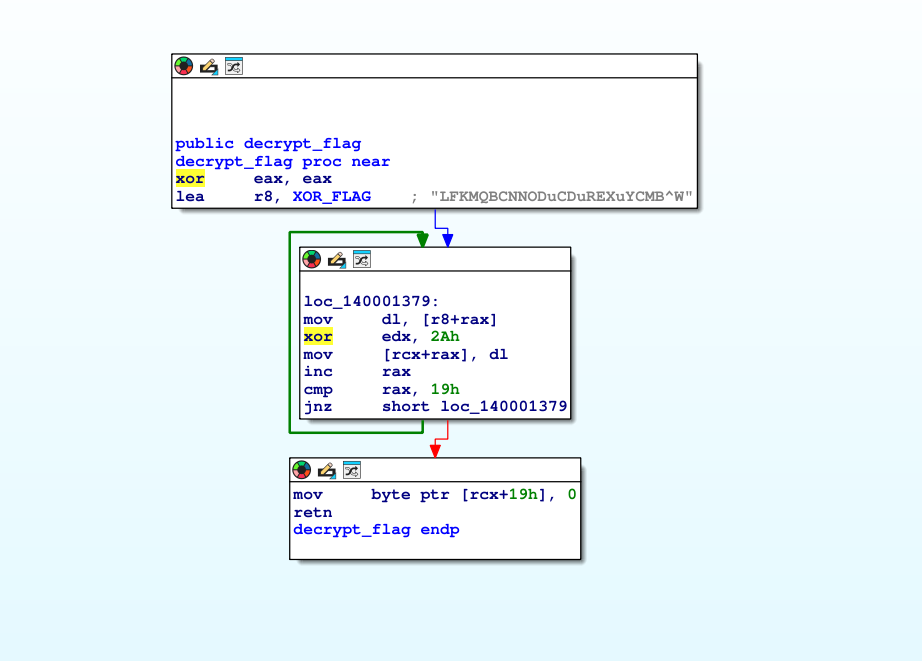 public decrypt_flag
decrypt_flag proc near
xor eax, eax
lea r8, XOR_FLAG ; "LFKMQBCNNODuCDuREXuYCMB^W"
loc_140001379:
mov dl, [r8+rax]
xor edx, 2Ah
mov [rcx+rax], dl
inc rax
cmp rax, 19h
jnz short loc_140001379
mov byte ptr [rcx+19h], 0
retn
decrypt_flag endp